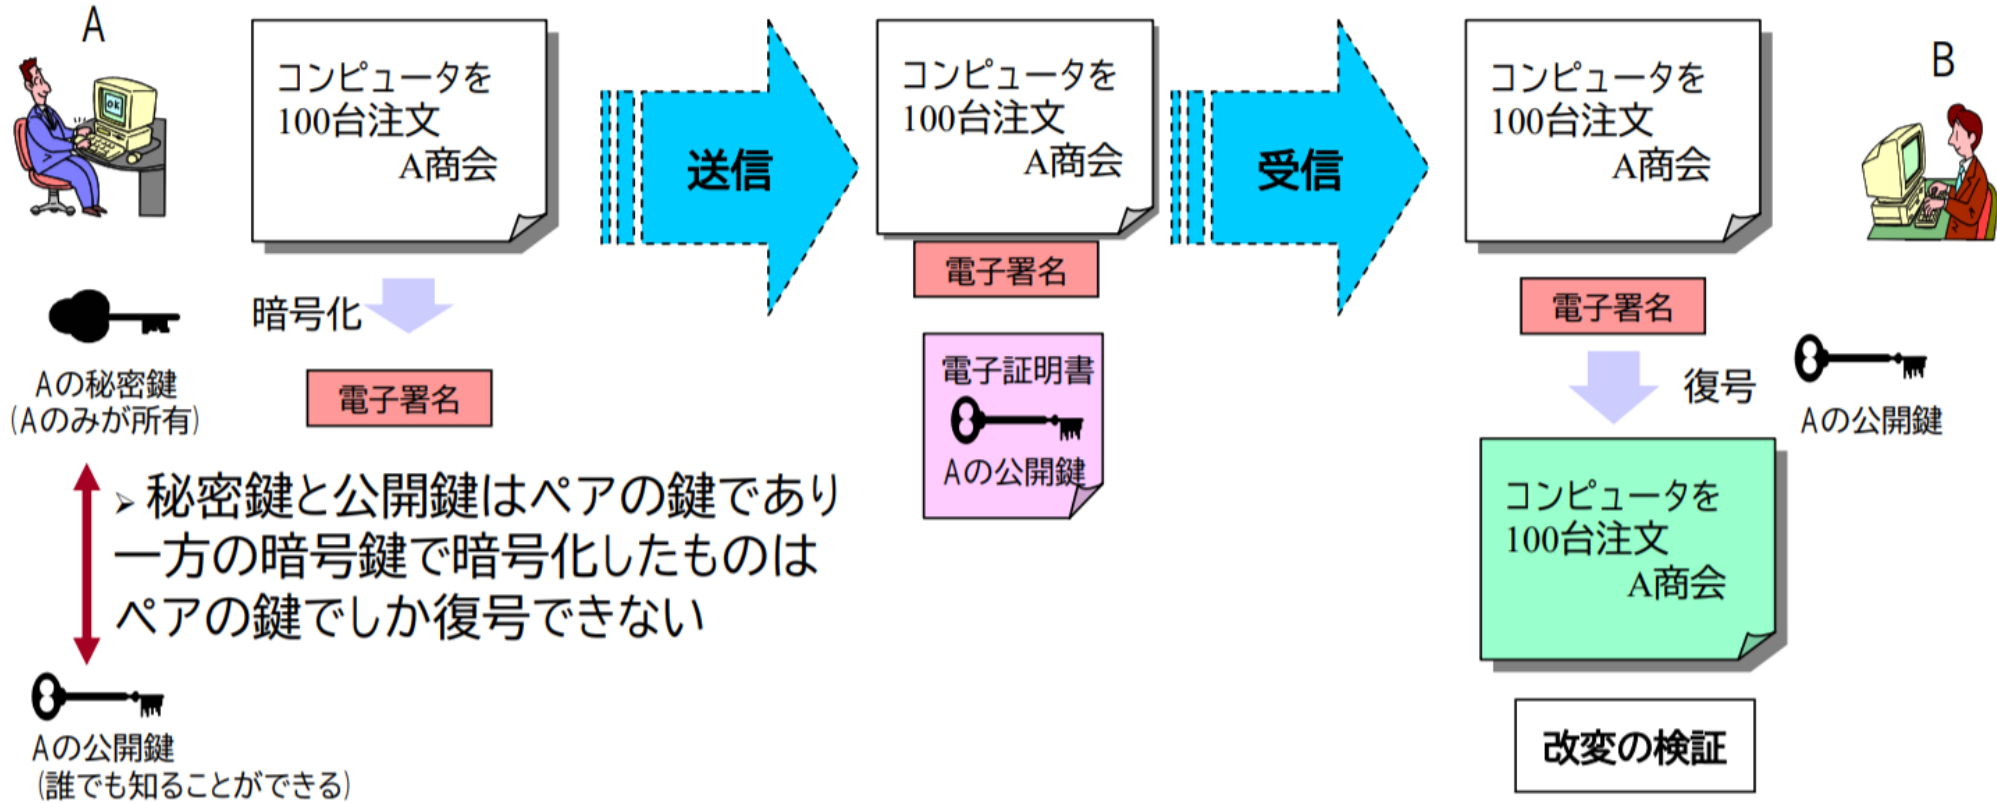 A
コンピュータを
100台注文
A商会
暗号化
電子署名
Aの秘密鍵
(Aのみが所有)
➢ 秘密鍵と公開鍵はペアの鍵であり
一方の暗号鍵で暗号化したものは
ペアの鍵でしか復号できない
Aの公開鍵
(誰でも知ることができる)
送信
コンピュータを
100台注文
A商会
電子署名
電子証明書
Aの公開鍵
受信
コンピュータを
100台注文
A商会
B
電子署名
復号
Aの公開鍵
コンピュータを
100台注文
A商会
改変の検証
OK